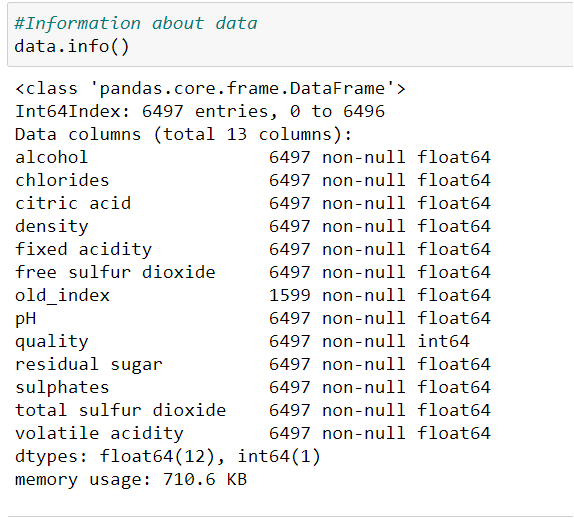 #Information about data
data.info()
<class 'pandas.core.frame.DataFrame'>
Int64Index: 6497 entries, 0 to 6496
Data columns (total 13 columns):
alcohol                 6497 non-null float64
chlorides               6497 non-null float64
citric acid             6497 non-null float64
density                 6497 non-null float64
fixed acidity           6497 non-null float64
free sulfur dioxide     6497 non-null float64
old_index               1599 non-null float64
pH                      6497 non-null float64
quality                 6497 non-null int64
residual sugar          6497 non-null float64
sulphates               6497 non-null float64
total sulfur dioxide    6497 non-null float64
volatile acidity        6497 non-null float64
dtypes: float64(12), int64(1)
memory usage: 710.6 KB